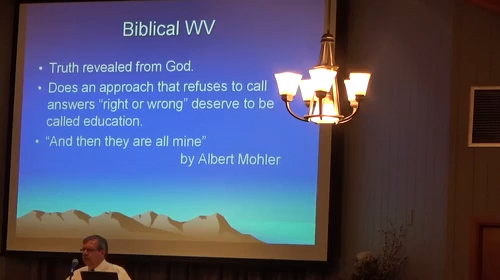 Biblical WV
• Truth revealed from God.
• Does an approach that refuses to call
answers "right or wrong" deserve to be
called education.
• "And then they are all mine"
by Albert Mohler